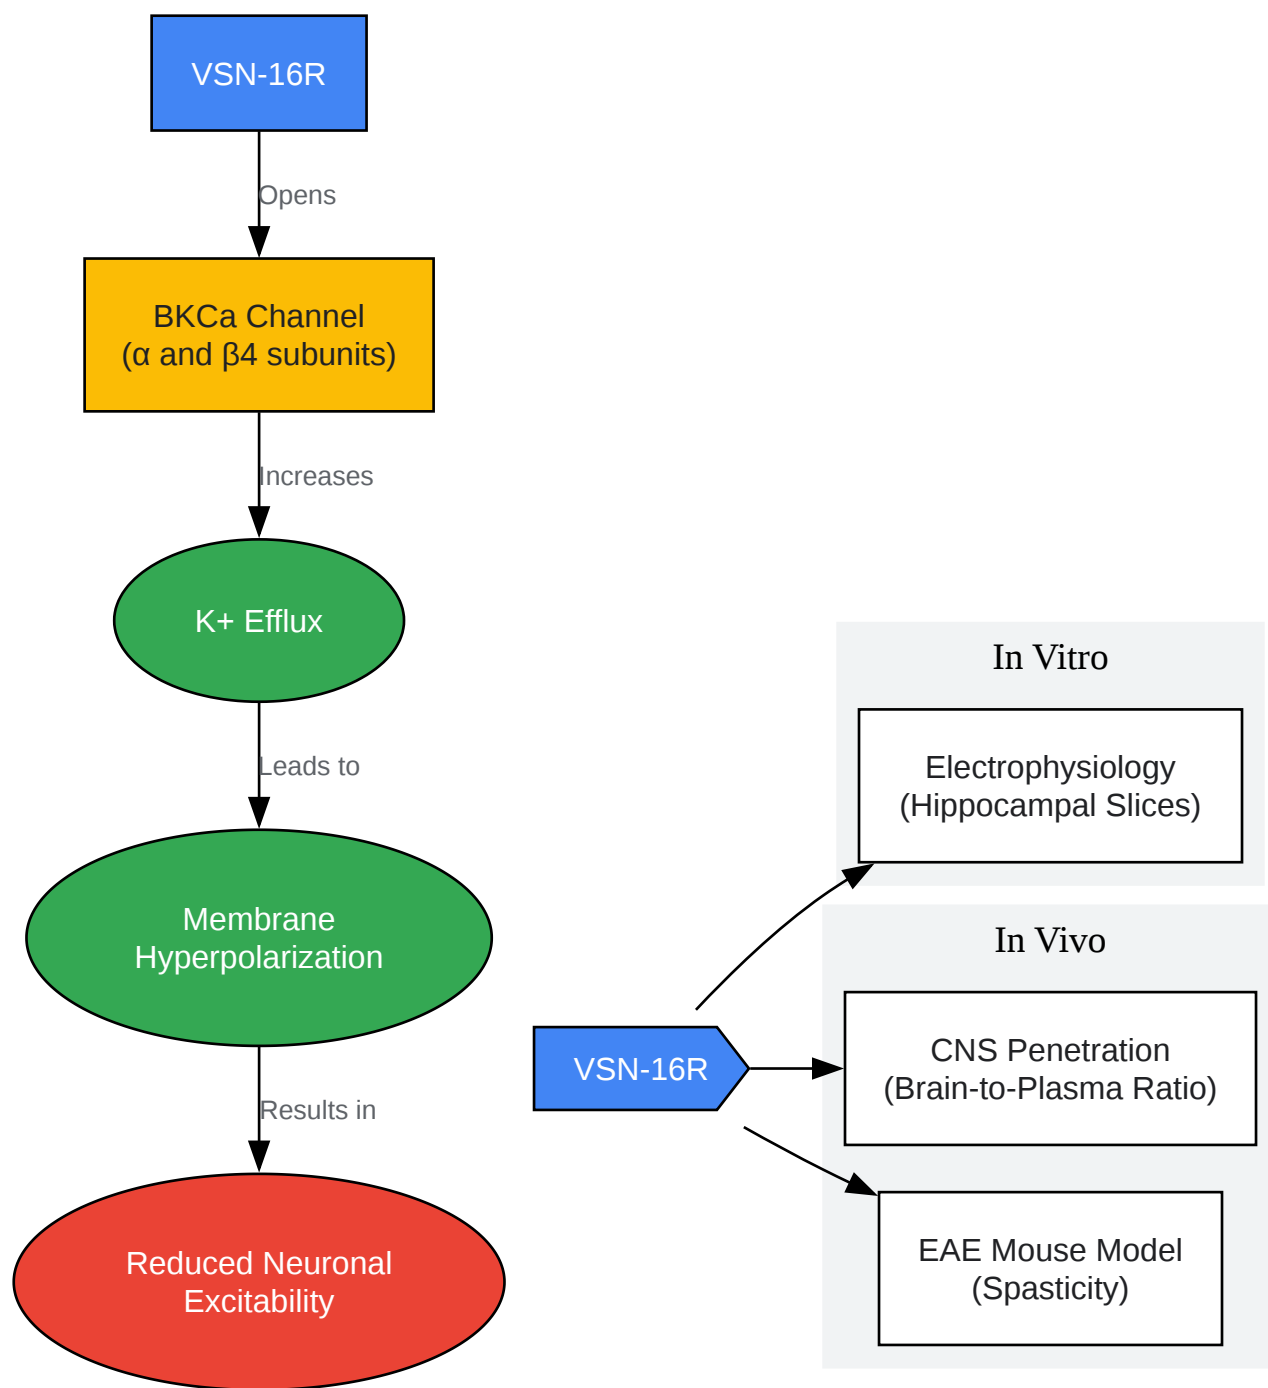 VSN-16R
Opens
BKCa Channel
(α and β4 subunits)
Increases
K+ Efflux
Leads to
Membrane
Hyperpolarization
Results in
Reduced Neuronal
Excitability
In Vitro
Electrophysiology
(Hippocampal Slices)
In Vivo
VSN-16R
CNS Penetration
(Brain-to-Plasma Ratio)
EAE Mouse Model
(Spasticity)